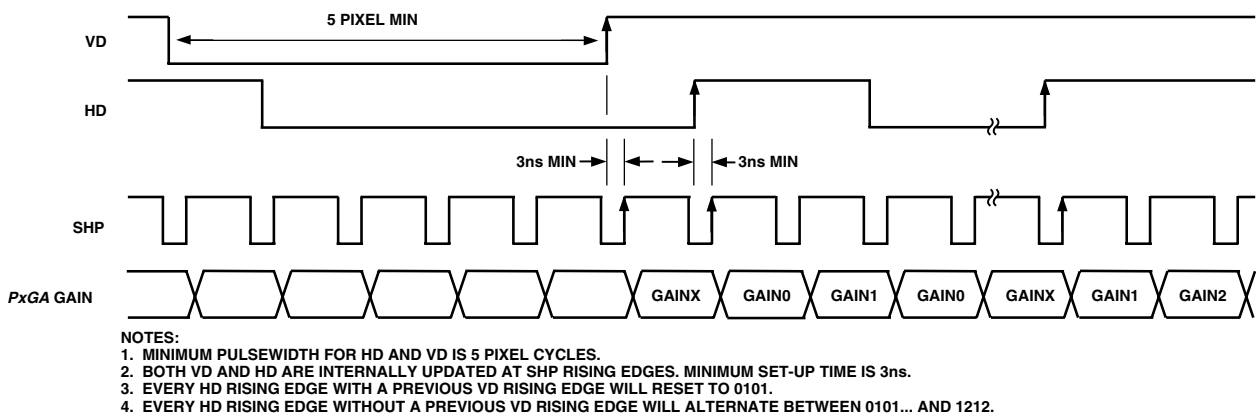 5 PIXEL MIN
VD
HD
3ns MIN
3ns MIN
SHP
PxGA GAIN
GAINX
GAIN0
GAIN1
GAIN0
GAINX
GAIN1
GAIN2
NOTES:
1. MINIMUM PULSEWIDTH FOR HD AND VD IS 5 PIXEL CYCLES.
2. BOTH VD AND HD ARE INTERNALLY UPDATED AT SHP RISING EDGES. MINIMUM SET-UP TIME IS 3ns.
3. EVERY HD RISING EDGE WITH A PREVIOUS VD RISING EDGE WILL RESET TO 0101.
4. EVERY HD RISING EDGE WITHOUT A PREVIOUS VD RISING EDGE WILL ALTERNATE BETWEEN 0101... AND 1212.